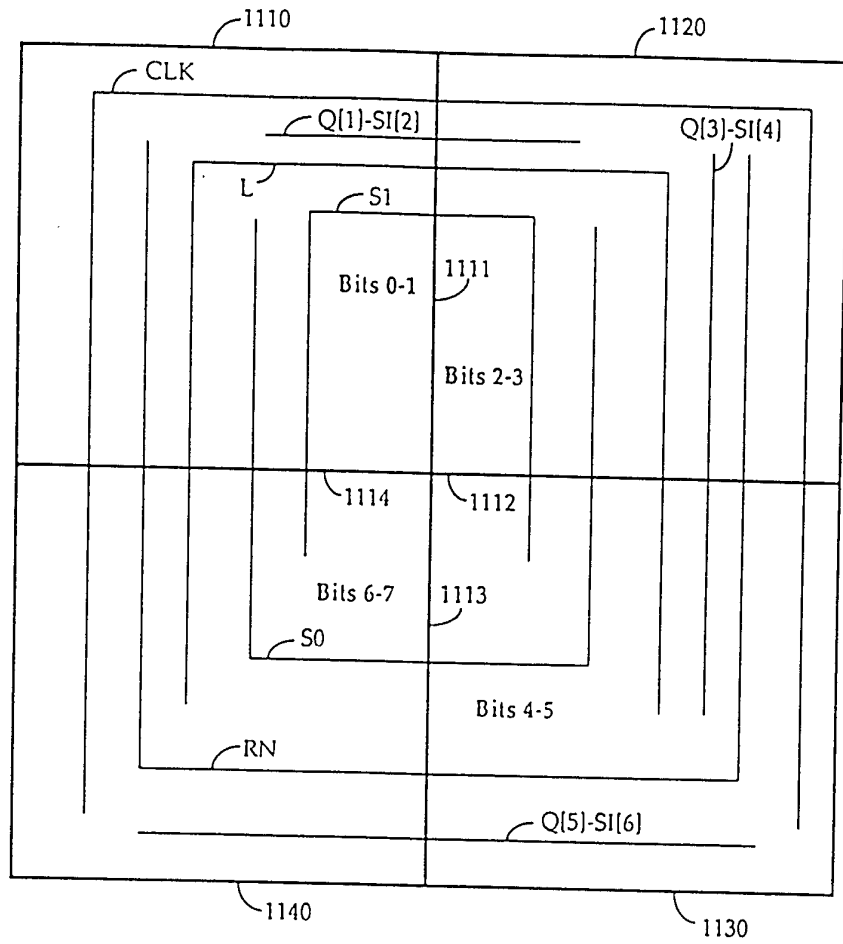 1110
1120
CLK
Q[1)-SI[2]
Q[3)-SI[4]
L
S1
1111
Bits 0-1
Bits 2-3
1114
1112
Bits 6-7
1113
S0
Bits 4-5
RN
Q[5)-SI[6]
1140
1130